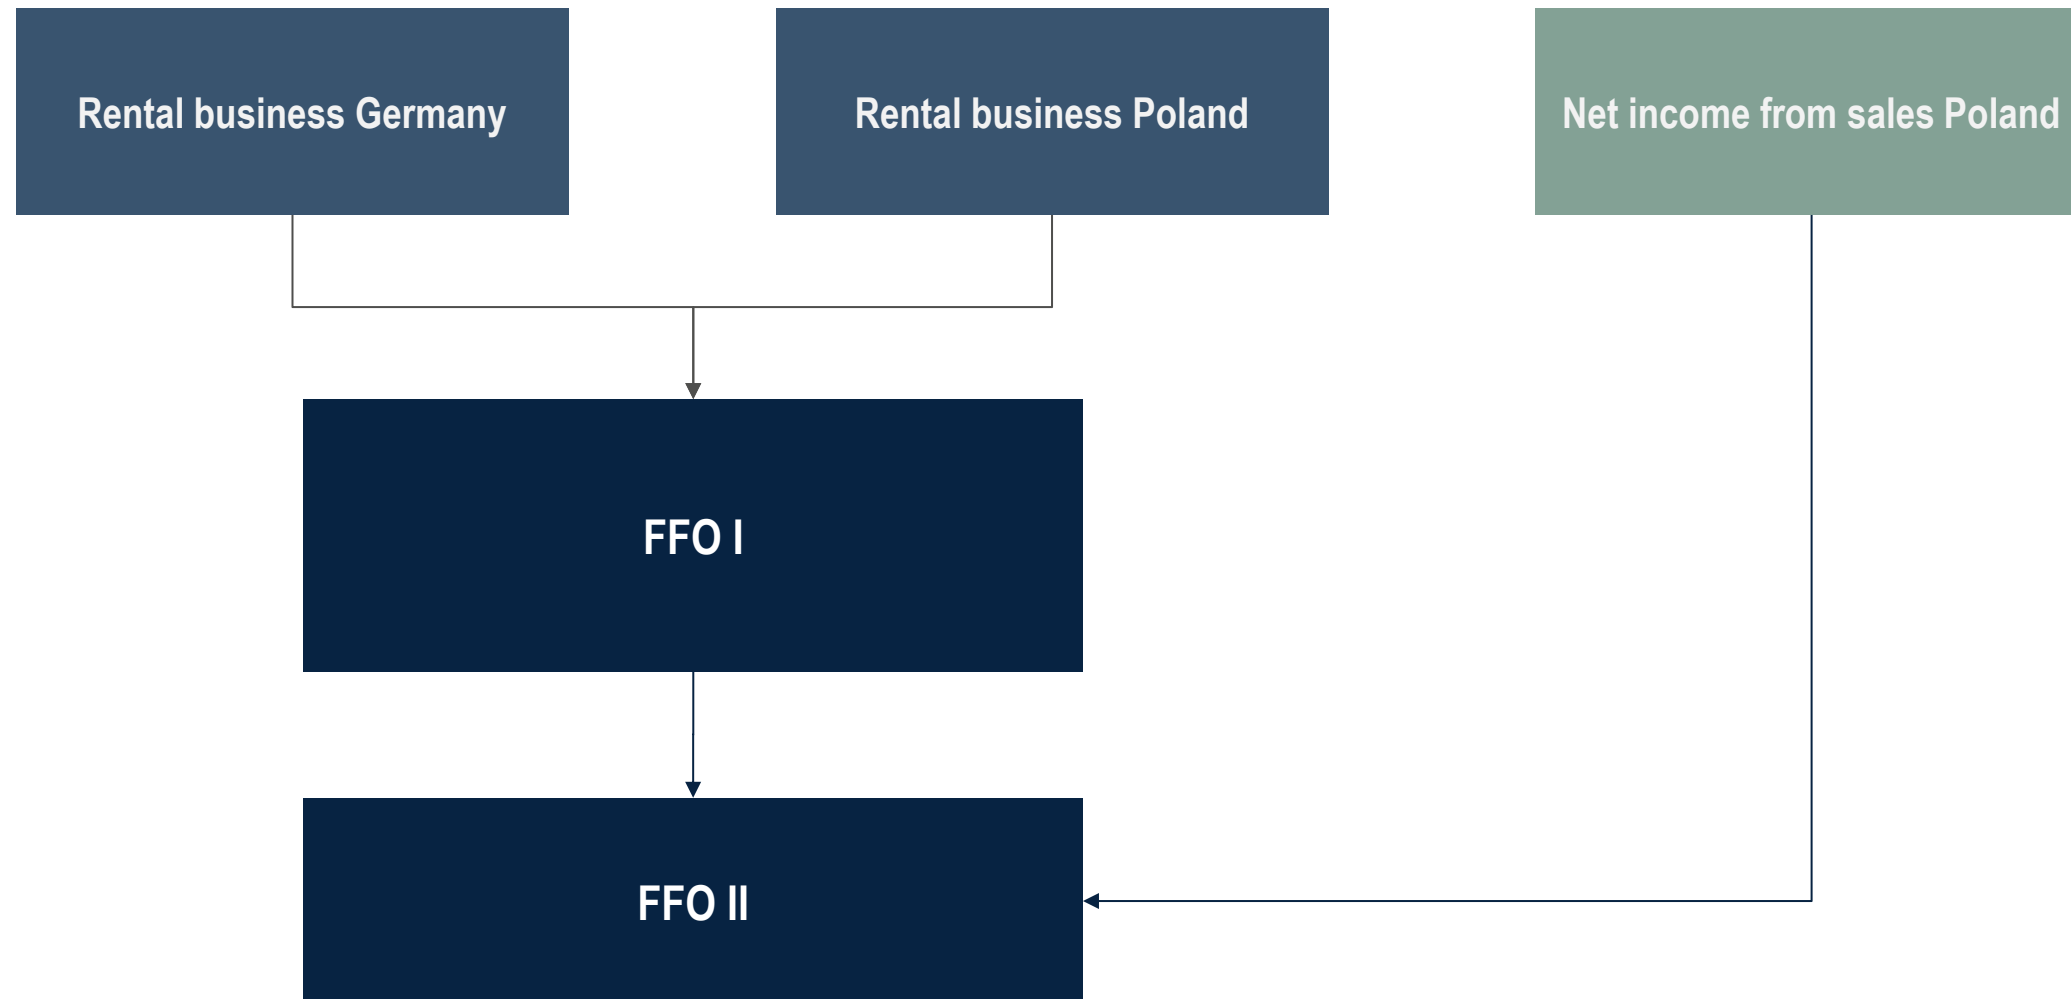 Rental business Germany
Rental business Poland
Net income from sales Poland
FFO I
FFO II